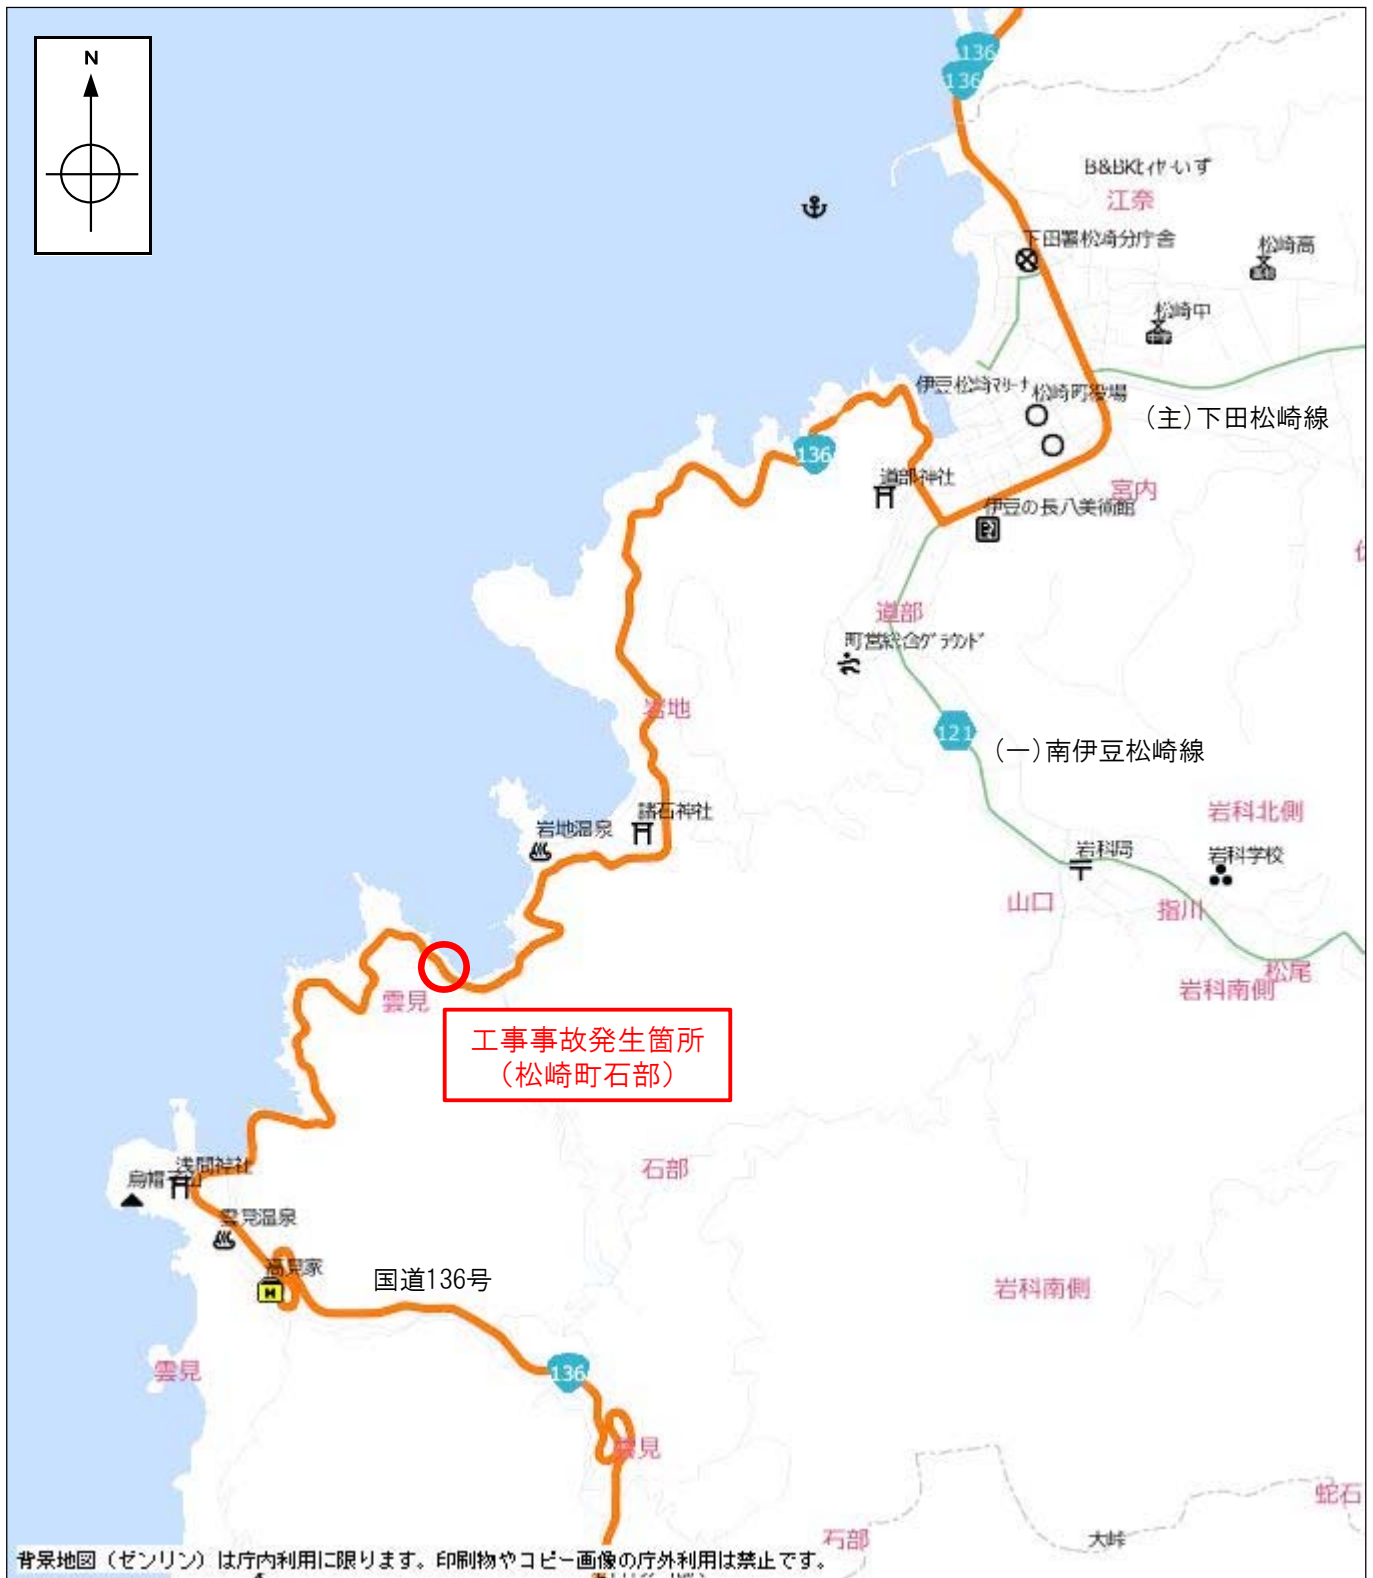 N
136
136
B&BKビイヤ・いず
江奈
下田署松崎分庁舎
松崎高
松崎中
伊豆松崎マリーナ
松崎町役場
(主)下田松崎線
136
道部神社
宮内
伊豆の長八美術館
道部
町営総合グラウンド
岩地
121
(一)南伊豆松崎線
諸石神社
岩科北側
岩地温泉
岩科局
岩科学校
山口
指川
松尾
岩科南側
雲見
工事事故発生箇所
(松崎町石部)
浅間神社
烏帽子山
石部
雲見温泉
高見家
国道136号
岩科南側
雲見
136
雲見
蛇石
石部
大峠
背景地図(ゼンリン)は庁内利用に限ります。印刷物やコピー画像の庁外利用は禁止です。